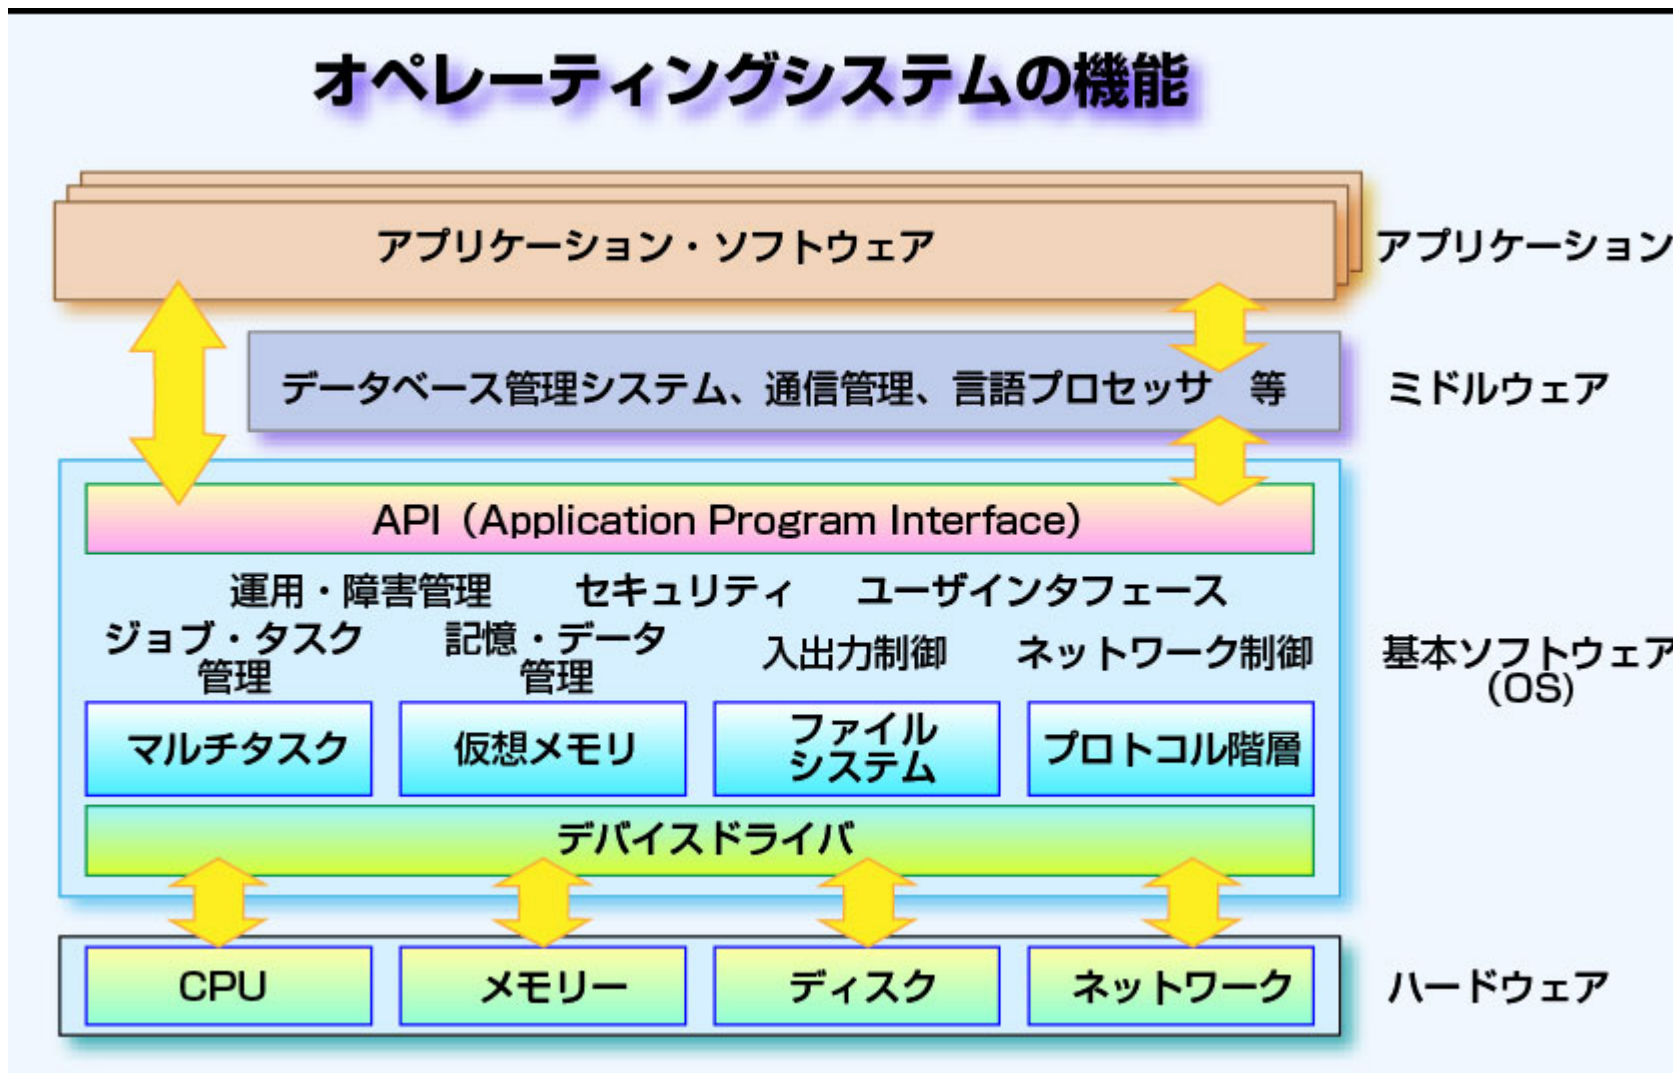 オペレーティングシステムの機能
アプリケーション・ソフトウェア
アプリケーション
データベース管理システム、通信管理、言語プロセッサ　等
ミドルウェア
API（Application Program Interface）
運用・障害管理　セキュリティ　ユーザインタフェース
ジョブ・タスク
管理
記憶・データ
管理
入出力制御
ネットワーク制御
基本ソフトウェア
（OS）
マルチタスク
仮想メモリ
ファイル
システム
プロトコル階層
デバイスドライバ
CPU
メモリー
ディスク
ネットワーク
ハードウェア